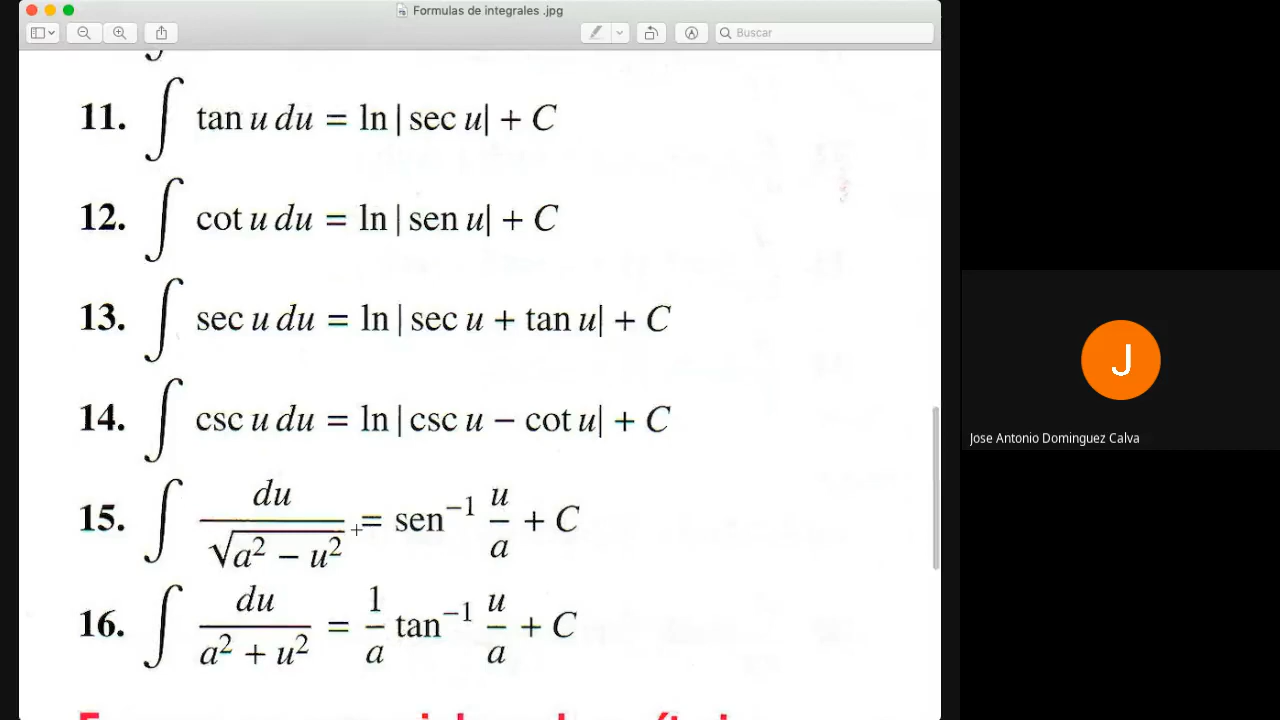 Formulas de integrales .jpg
Buscar
11. ∫ tan u du = ln | sec u| + C
12. ∫ cot u du = ln | sen u| + C
13. ∫ sec u du = ln | sec u + tan u| + C
14. ∫ csc u du = ln | csc u − cot u| + C
15. ∫ du / √(a² − u²) = sen⁻¹ u/a + C
16. ∫ du / (a² + u²) = 1/a tan⁻¹ u/a + C
J
Jose Antonio Dominguez Calva